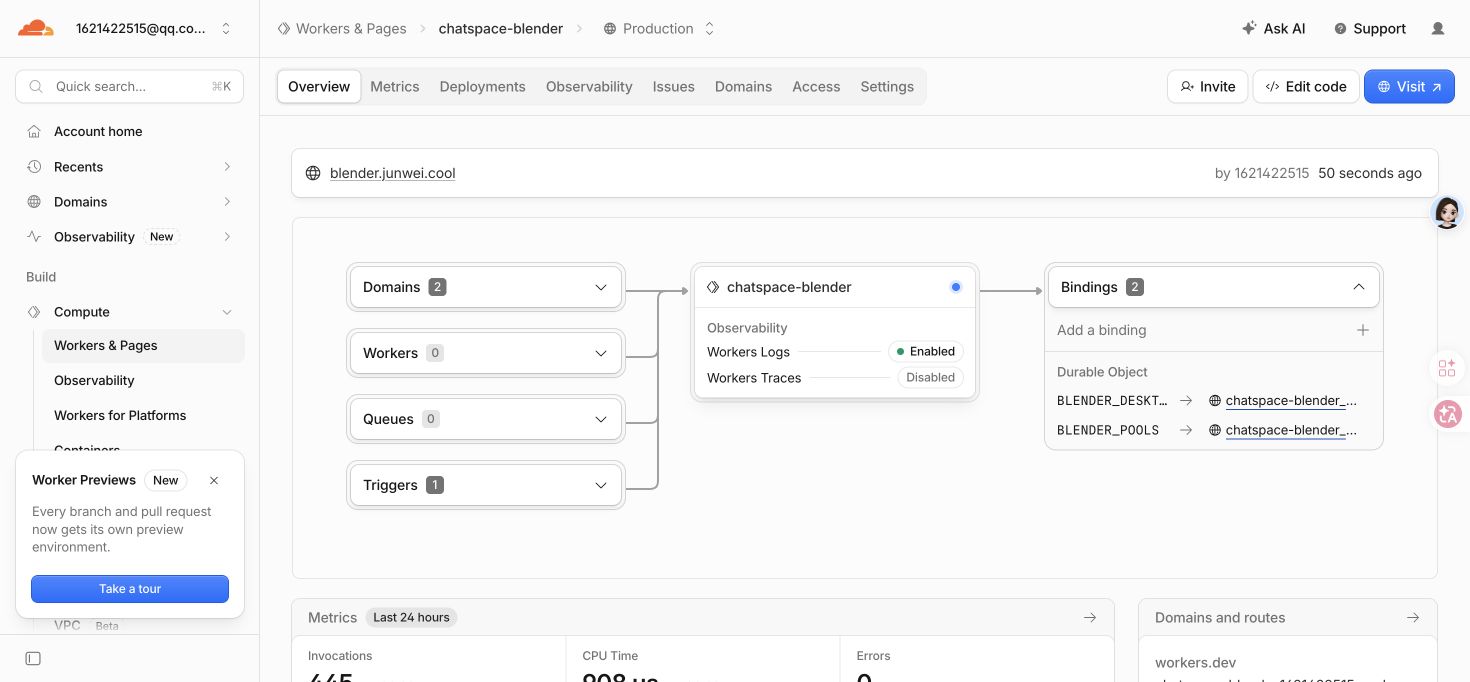 1621422515@qq.co...
Workers & Pages
chatspace-blender
Production
Ask AI
Support
Quick search...
⌘K
Overview
Metrics
Deployments
Observability
Issues
Domains
Access
Settings
Invite
</> Edit code
Visit
Account home
Recents
Domains
Observability New
Build
Compute
Workers & Pages
Observability
Workers for Platforms
Containers
Worker Previews New
Every branch and pull request
now gets its own preview
environment.
Take a tour
VPC Beta
blender.junwei.cool
by 1621422515 50 seconds ago
Domains 2
Workers 0
Queues 0
Triggers 1
chatspace-blender
Observability
Workers Logs Enabled
Workers Traces Disabled
Bindings 2
Add a binding
Durable Object
BLENDER_DESKT… → chatspace-blender_...
BLENDER_POOLS → chatspace-blender_...
Metrics Last 24 hours
Invocations
445
CPU Time
Errors
0
Domains and routes
workers.dev